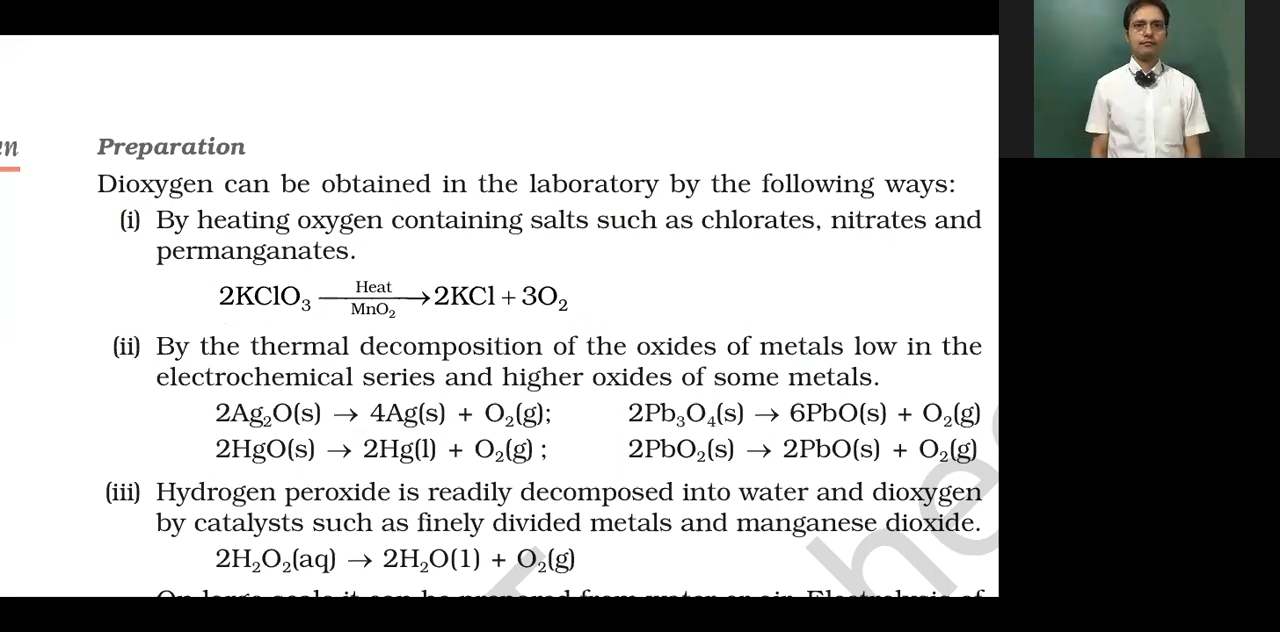 Preparation
Dioxygen can be obtained in the laboratory by the following ways:
(i) By heating oxygen containing salts such as chlorates, nitrates and
permanganates.
2KClO₃ —Heat/MnO₂→ 2KCl + 3O₂
(ii) By the thermal decomposition of the oxides of metals low in the
electrochemical series and higher oxides of some metals.
2Ag₂O(s) → 4Ag(s) + O₂(g); 2Pb₃O₄(s) → 6PbO(s) + O₂(g)
2HgO(s) → 2Hg(l) + O₂(g) ; 2PbO₂(s) → 2PbO(s) + O₂(g)
(iii) Hydrogen peroxide is readily decomposed into water and dioxygen
by catalysts such as finely divided metals and manganese dioxide.
2H₂O₂(aq) → 2H₂O(1) + O₂(g)